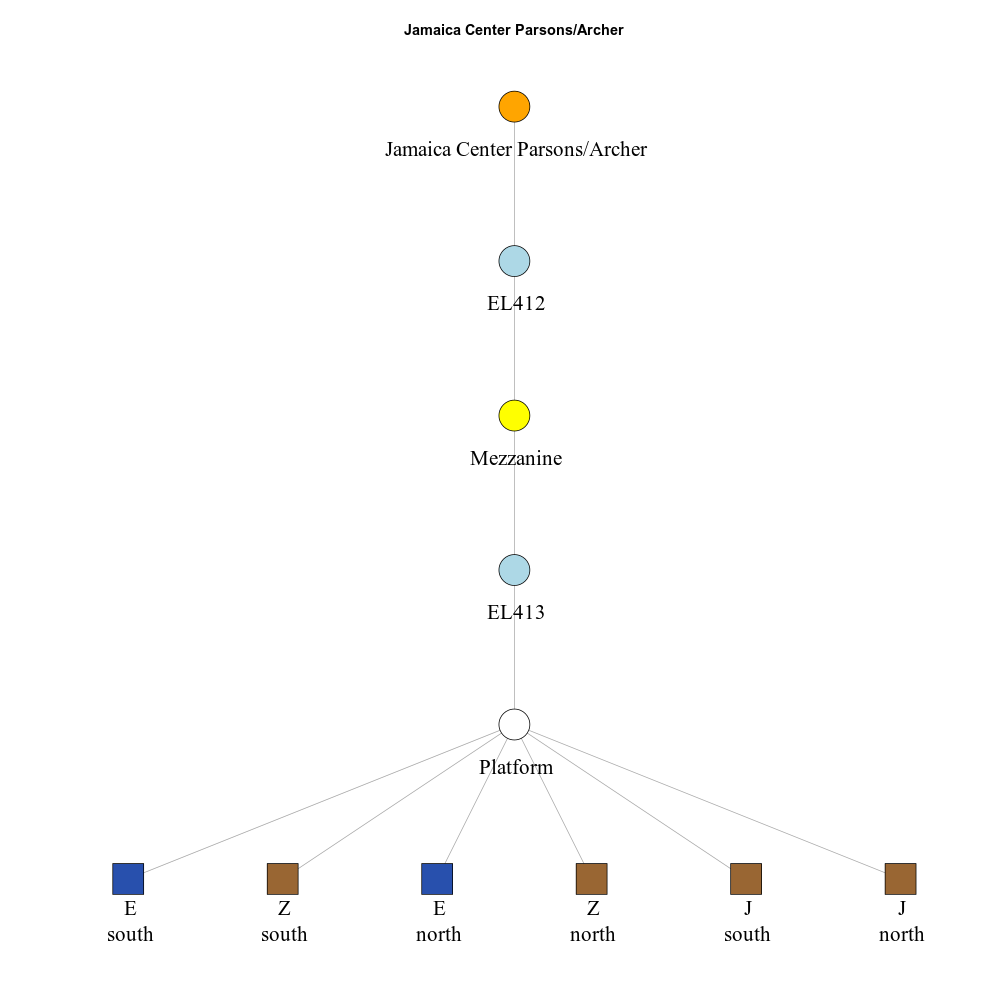 Jamaica Center Parsons/Archer
Jamaica Center Parsons/Archer
EL412
Mezzanine
EL413
Platform
E south
Z south
E north
Z north
J south
J north